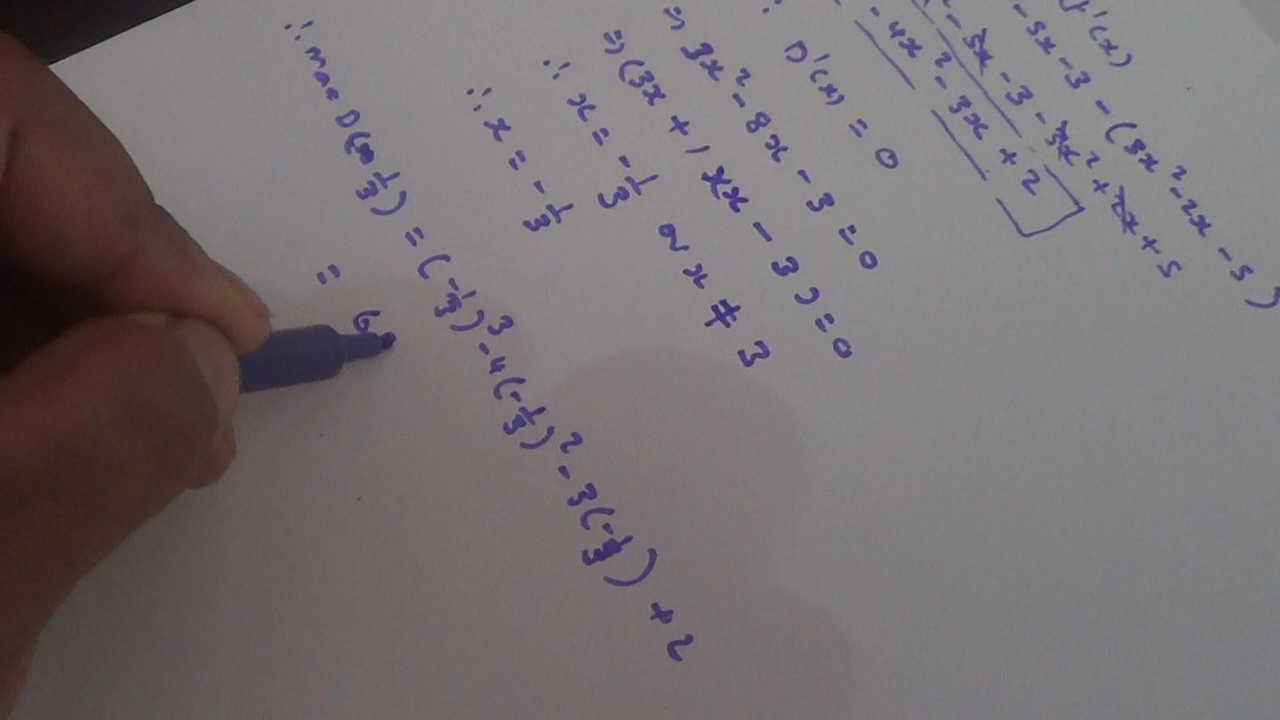 f'(x)
- 5x - 3 - (3x² - 2x - 5)
- 5x - 3 - 3x² + 2x + 5
- 4x² - 3x + 2
D'(x) = 0
⇒ 3x² - 8x - 3 = 0
⇒ (3x + 1)(x - 3) = 0
∴ x = -1/3 or x ≠ 3
∴ x = -1/3
∴ max D(-1/3) = (-1/3)³ - 4(-1/3)² - 3(-1/3) + 2
=